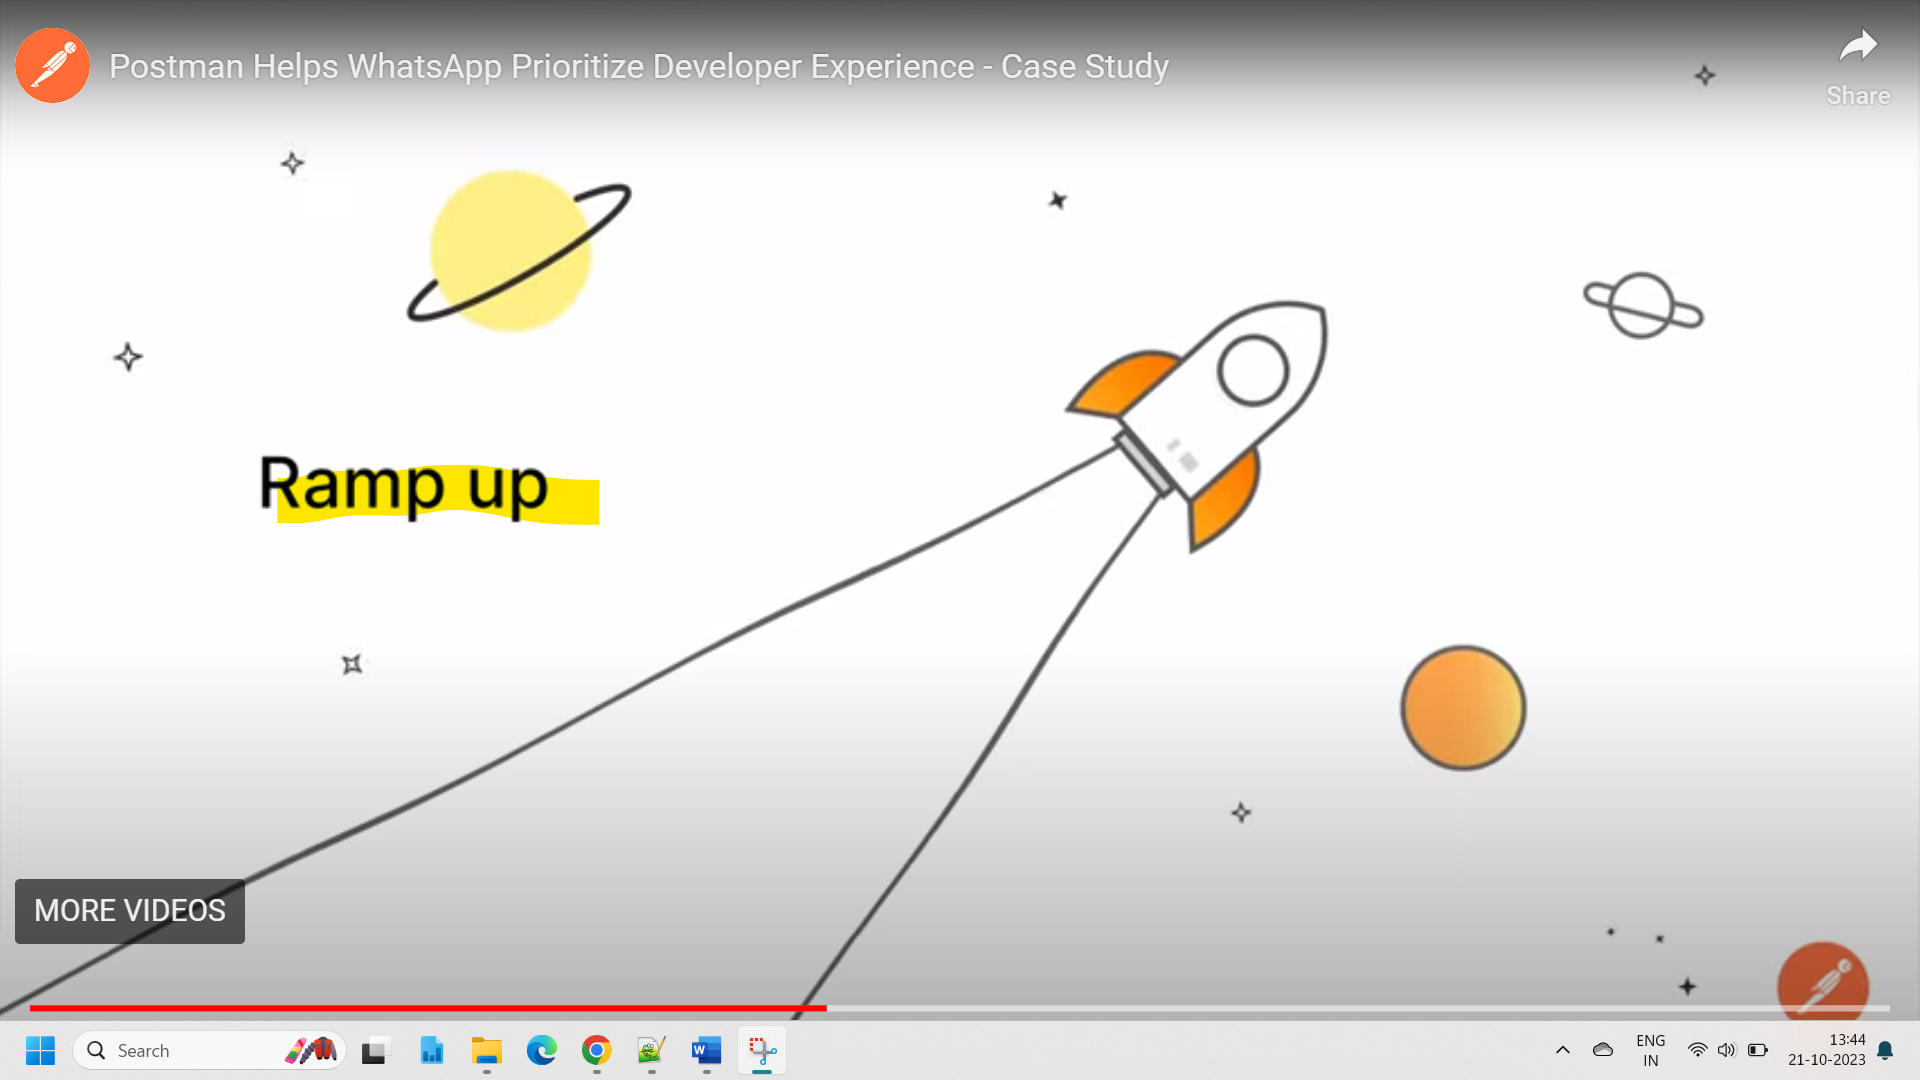 Postman Helps WhatsApp Prioritize Developer Experience - Case Study
Share
Ramp up
MORE VIDEOS
Search
ENG
IN
13:44
21-10-2023